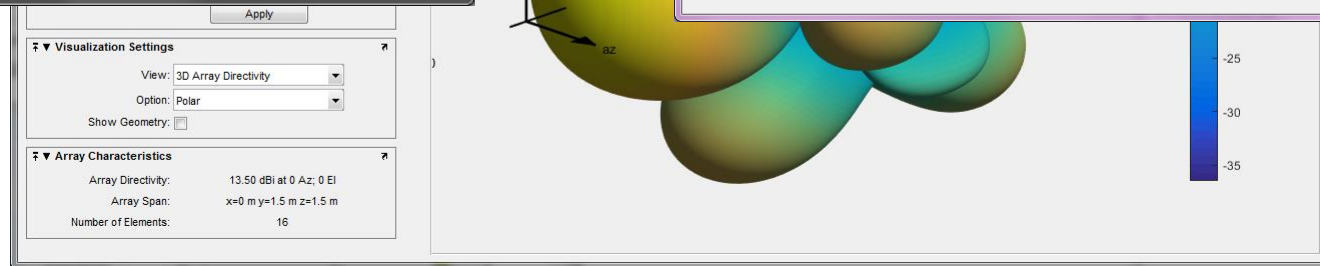 Apply
Visualization Settings
View: 3D Array Directivity
Option: Polar
Show Geometry:
Array Characteristics
Array Directivity: 13.50 dBi at 0 Az; 0 El
Array Span: x=0 m y=1.5 m z=1.5 m
Number of Elements: 16
az
-25
-30
-35